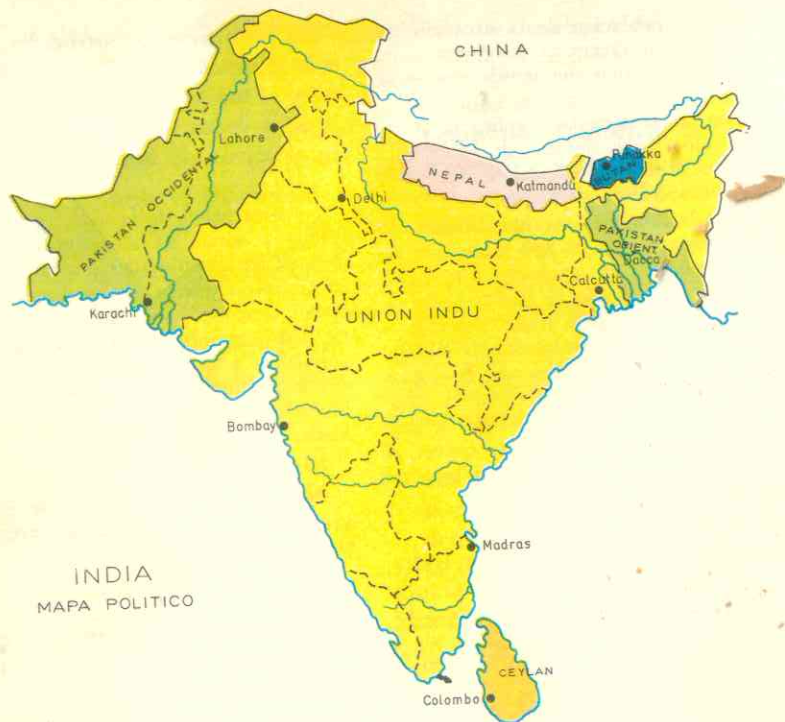 CHINA
Lahore
PAKISTAN OCCIDENTAL
NEPAL
Katmandú
Punakka
BUTAN
Delhi
PAKISTAN
ORIENT.
Dacca
Calcutta
Karachi
UNION INDU
Bombay
Madras
INDIA
MAPA POLITICO
CEYLAN
Colombo